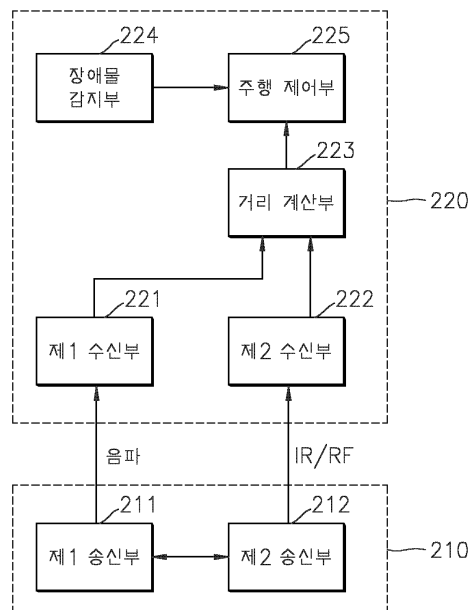 224
225
장애물
감지부
주행 제어부
223
거리 계산부
220
221
222
제1 수신부
제2 수신부
음파
IR/RF
211
212
제1 송신부
제2 송신부
210